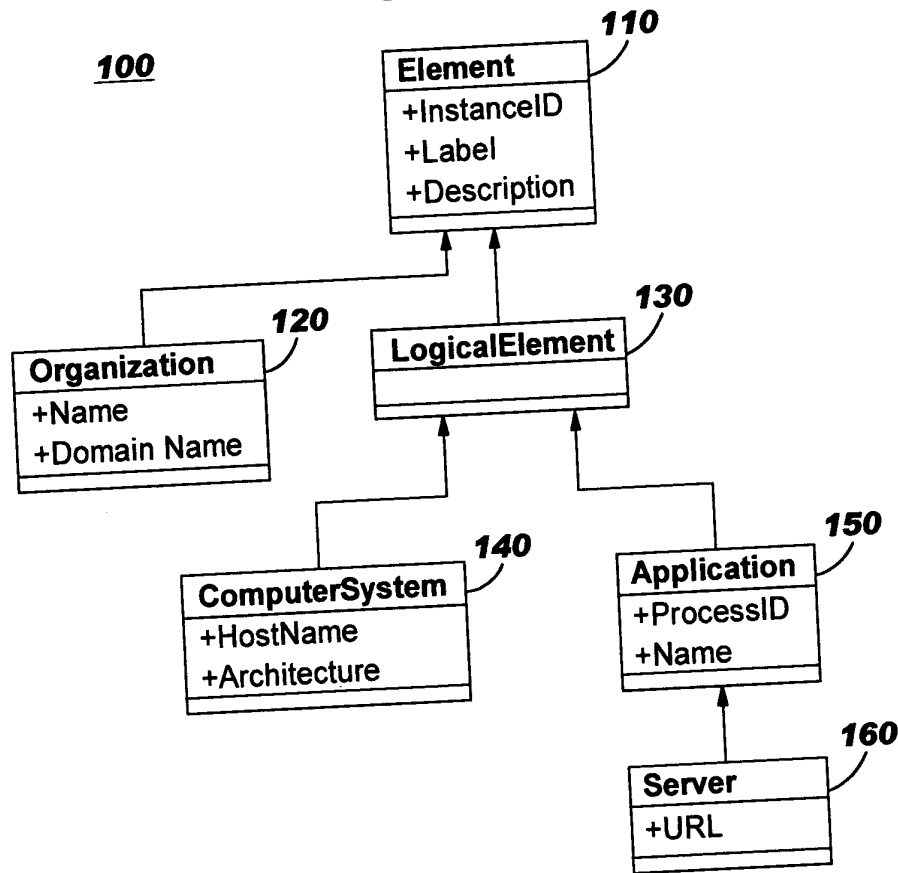 100
110
Element
+InstanceID
+Label
+Description
120
Organization
+Name
+Domain Name
130
LogicalElement
140
ComputerSystem
+HostName
+Architecture
150
Application
+ProcessID
+Name
160
Server
+URL